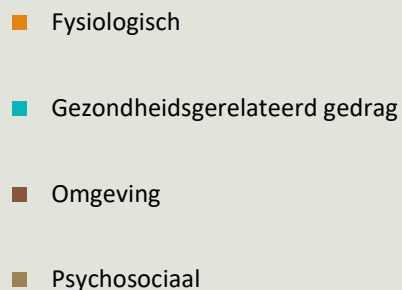 Fysiologisch
Gezondheidsgerelateerd gedrag
Omgeving
Psychosociaal